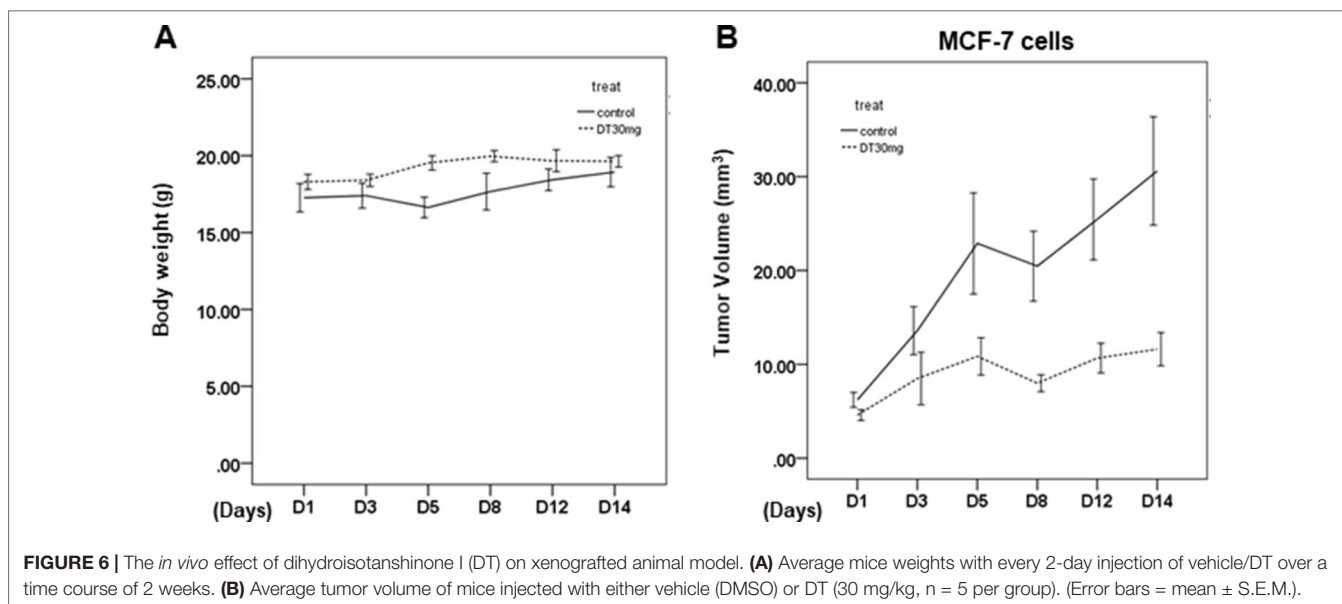 A
25.00
20.00
15.00
10.00
5.00
.00
Body weight (g)
treat
control
DT30mg
(Days) D1 D3 D5 D8 D12 D14
B
MCF-7 cells
40.00
30.00
20.00
10.00
.00
Tumor Volume (mm³)
treat
control
DT30mg
(Days) D1 D3 D5 D8 D12 D14
FIGURE 6 | The in vivo effect of dihydroisotanshinone I (DT) on xenografted animal model. (A) Average mice weights with every 2-day injection of vehicle/DT over a
time course of 2 weeks. (B) Average tumor volume of mice injected with either vehicle (DMSO) or DT (30 mg/kg, n = 5 per group). (Error bars = mean ± S.E.M.).